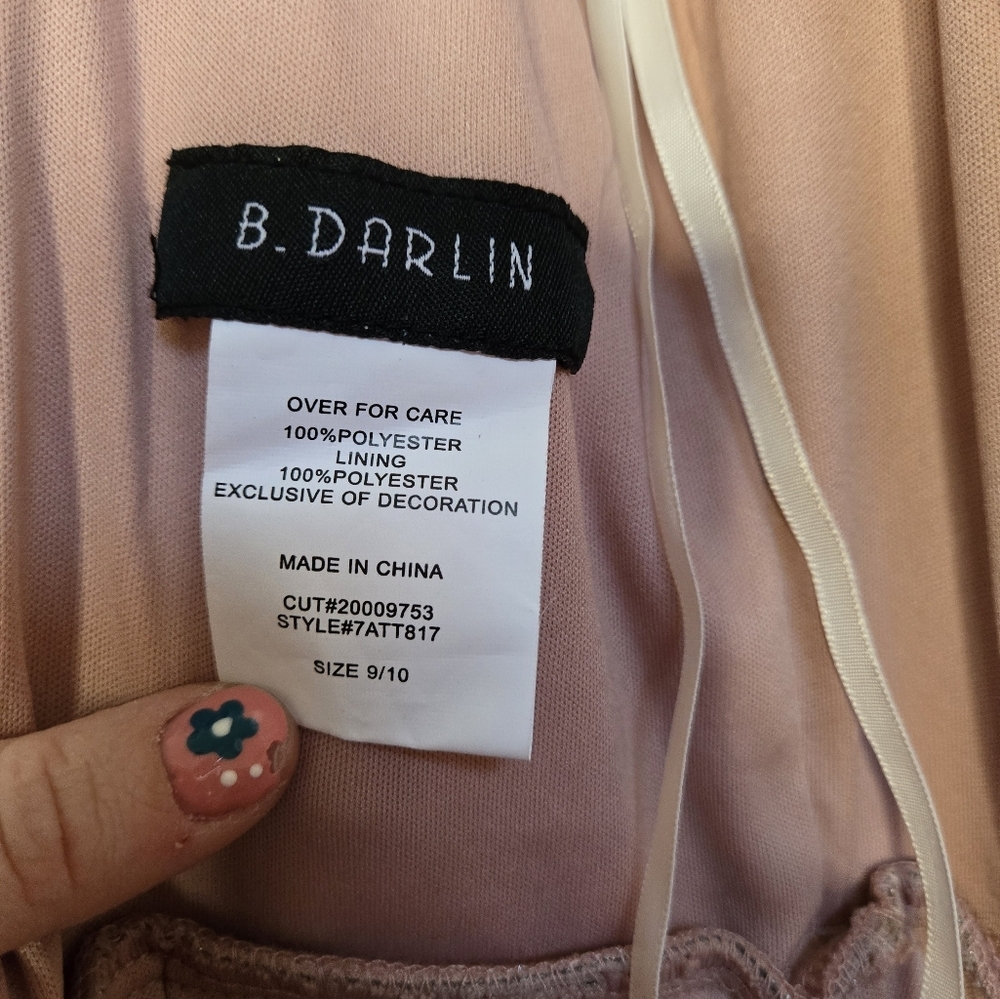 B. DARLIN
OVER FOR CARE
100%POLYESTER
LINING
100%POLYESTER
EXCLUSIVE OF DECORATION
MADE IN CHINA
CUT#20009753
STYLE#7ATT817
SIZE 9/10